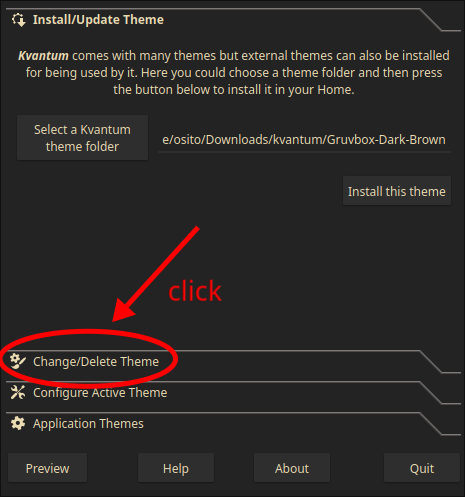 Install/Update Theme
Kvantum comes with many themes but external themes can also be installed
for being used by it. Here you could choose a theme folder and then press
the button below to install it in your Home.
Select a Kvantum
theme folder
e/osito/Downloads/kvantum/Gruvbox-Dark-Brown
Install this theme
click
Change/Delete Theme
Configure Active Theme
Application Themes
Preview
Help
About
Quit